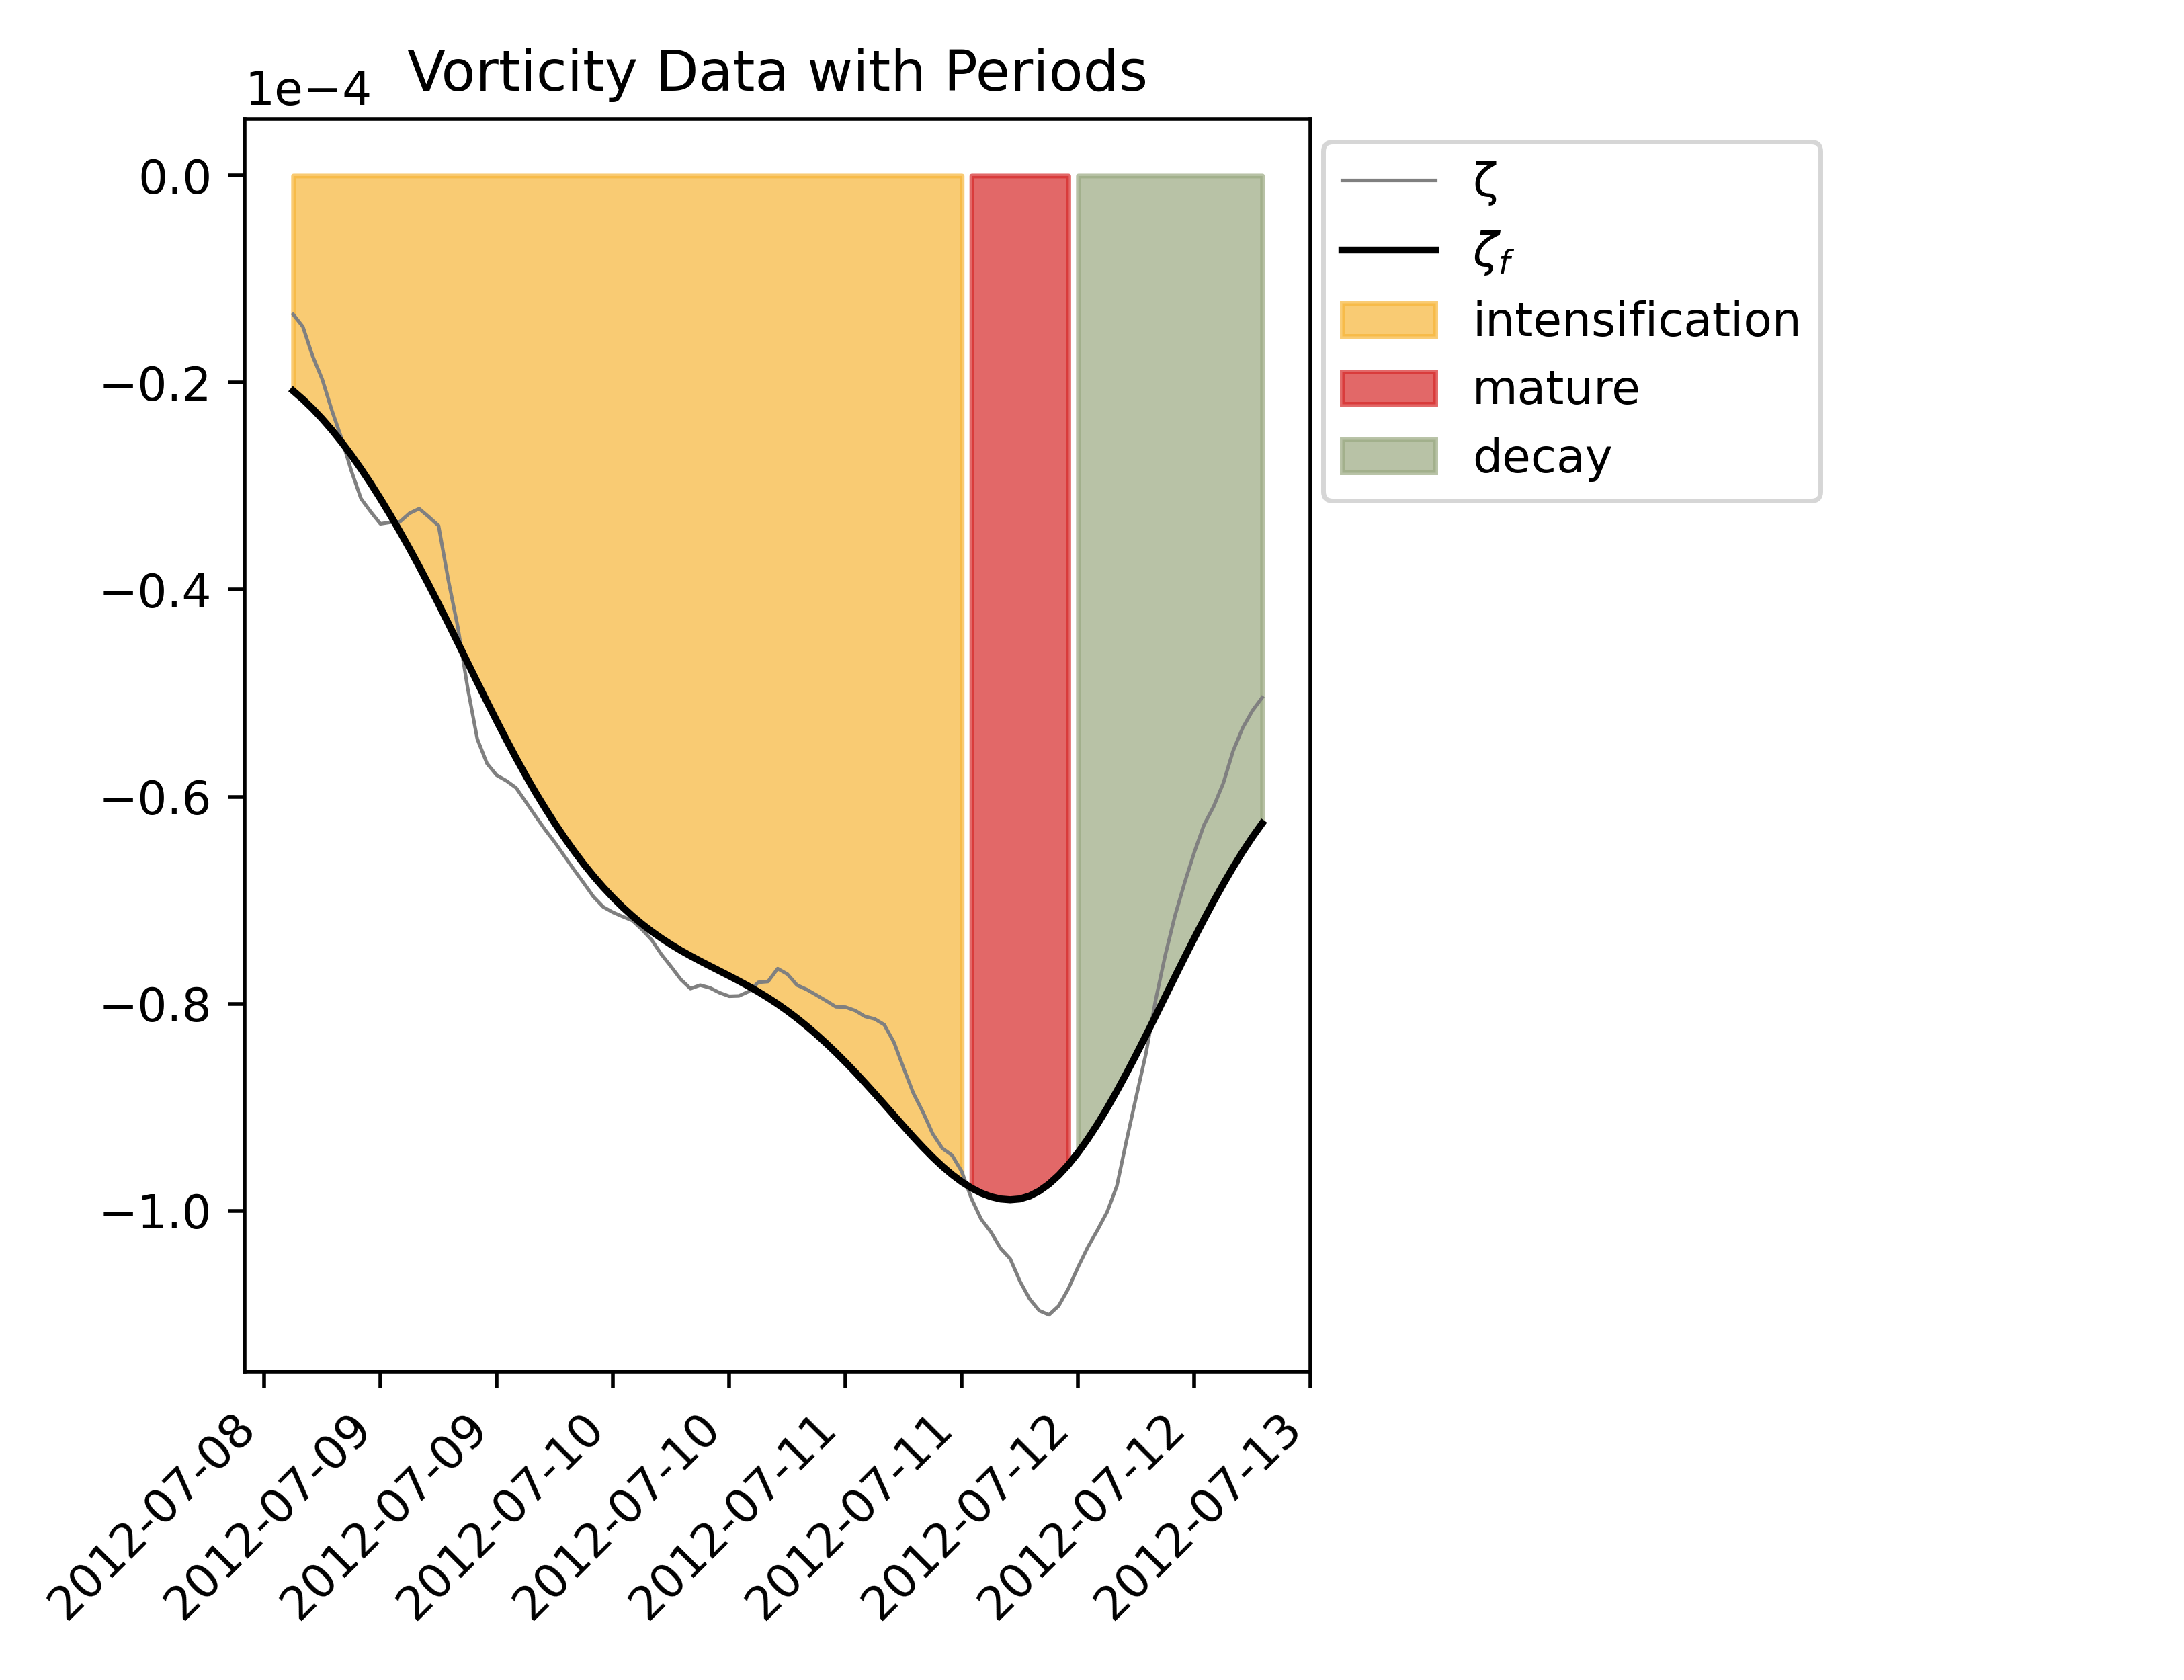 Vorticity Data with Periods
1e−4
0.0
−0.2
−0.4
−0.6
−0.8
−1.0
2012-07-08
2012-07-09
2012-07-09
2012-07-10
2012-07-10
2012-07-11
2012-07-11
2012-07-12
2012-07-12
2012-07-13
ζ
ζf
intensification
mature
decay